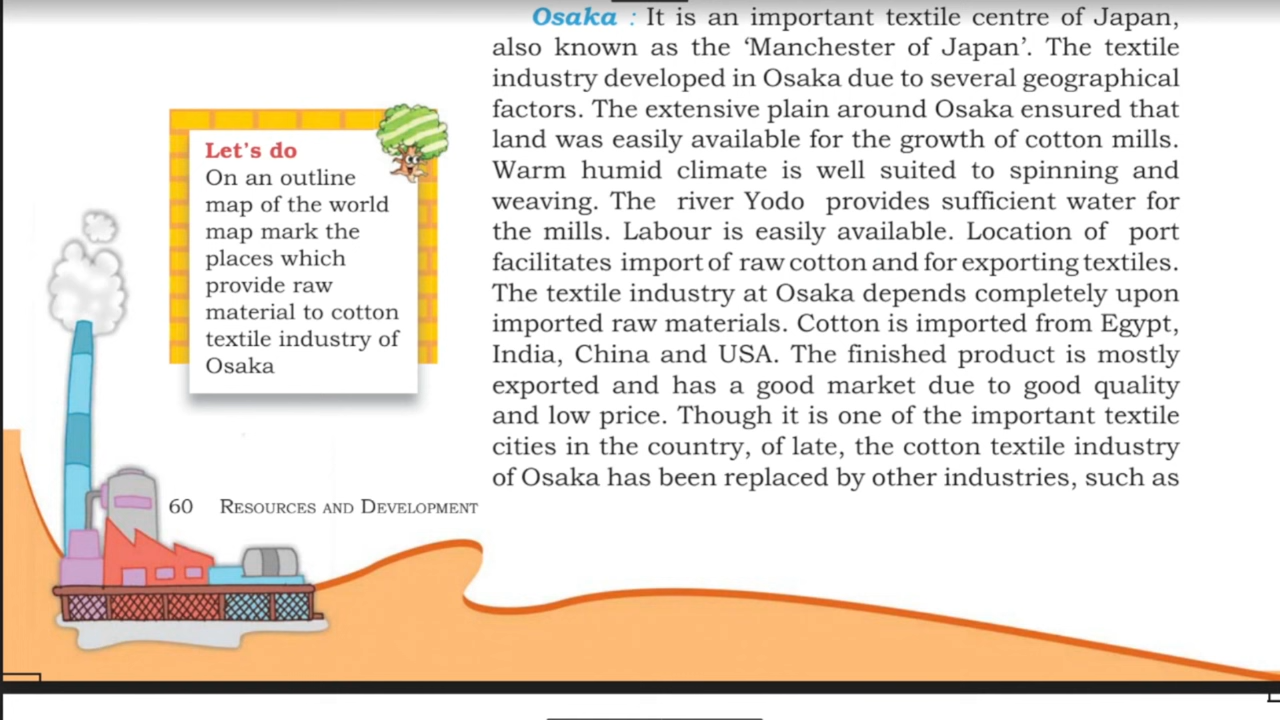 Osaka : It is an important textile centre of Japan,
also known as the ‘Manchester of Japan’. The textile
industry developed in Osaka due to several geographical
factors. The extensive plain around Osaka ensured that
land was easily available for the growth of cotton mills.
Warm humid climate is well suited to spinning and
weaving. The river Yodo provides sufficient water for
the mills. Labour is easily available. Location of port
facilitates import of raw cotton and for exporting textiles.
The textile industry at Osaka depends completely upon
imported raw materials. Cotton is imported from Egypt,
India, China and USA. The finished product is mostly
exported and has a good market due to good quality
and low price. Though it is one of the important textile
cities in the country, of late, the cotton textile industry
of Osaka has been replaced by other industries, such as
Let’s do
On an outline
map of the world
map mark the
places which
provide raw
material to cotton
textile industry of
Osaka
60 Resources and Development